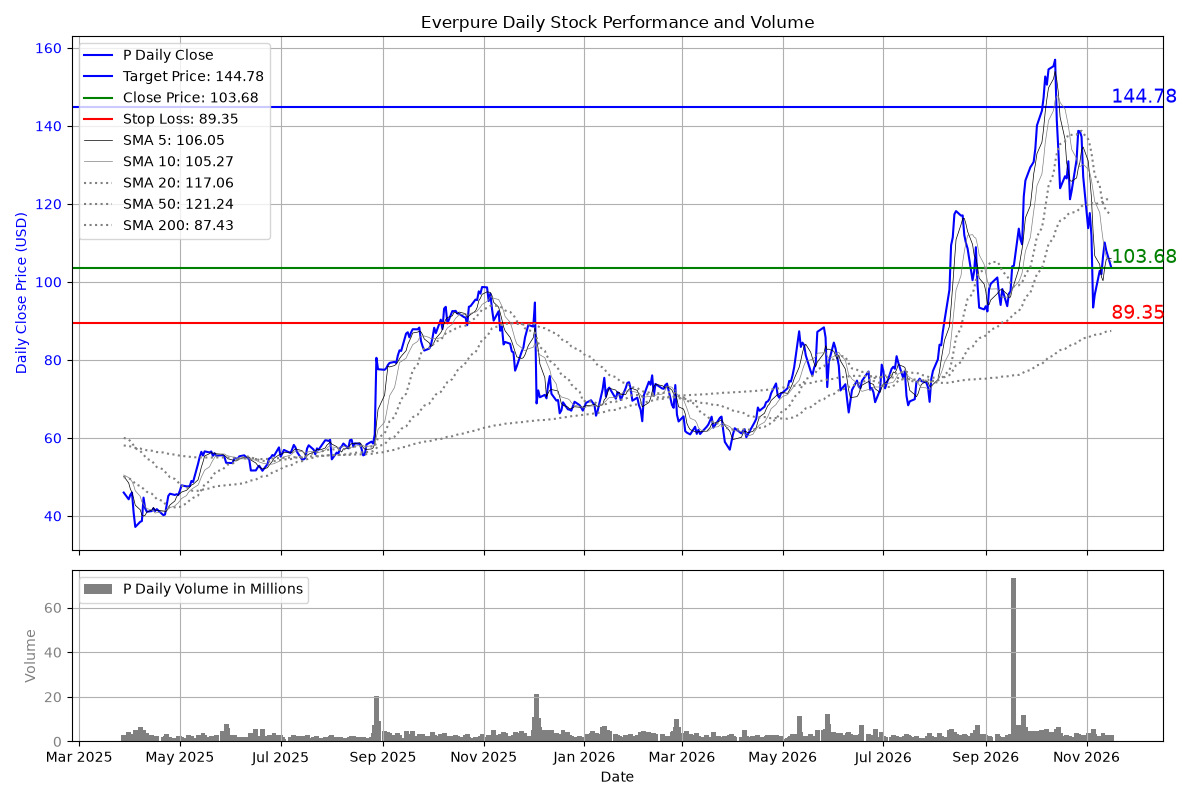 Everpure Daily Stock Performance and Volume
160
140
120
100
80
60
40
Daily Close Price (USD)
P Daily Close
Target Price: 144.78
Close Price: 103.68
Stop Loss: 89.35
SMA 5: 106.05
SMA 10: 105.27
SMA 20: 117.06
SMA 50: 121.24
SMA 200: 87.43
144.78
103.68
89.35
P Daily Volume in Millions
60
40
20
0
Volume
Mar 2025
May 2025
Jul 2025
Sep 2025
Nov 2025
Jan 2026
Mar 2026
May 2026
Jul 2026
Sep 2026
Nov 2026
Date